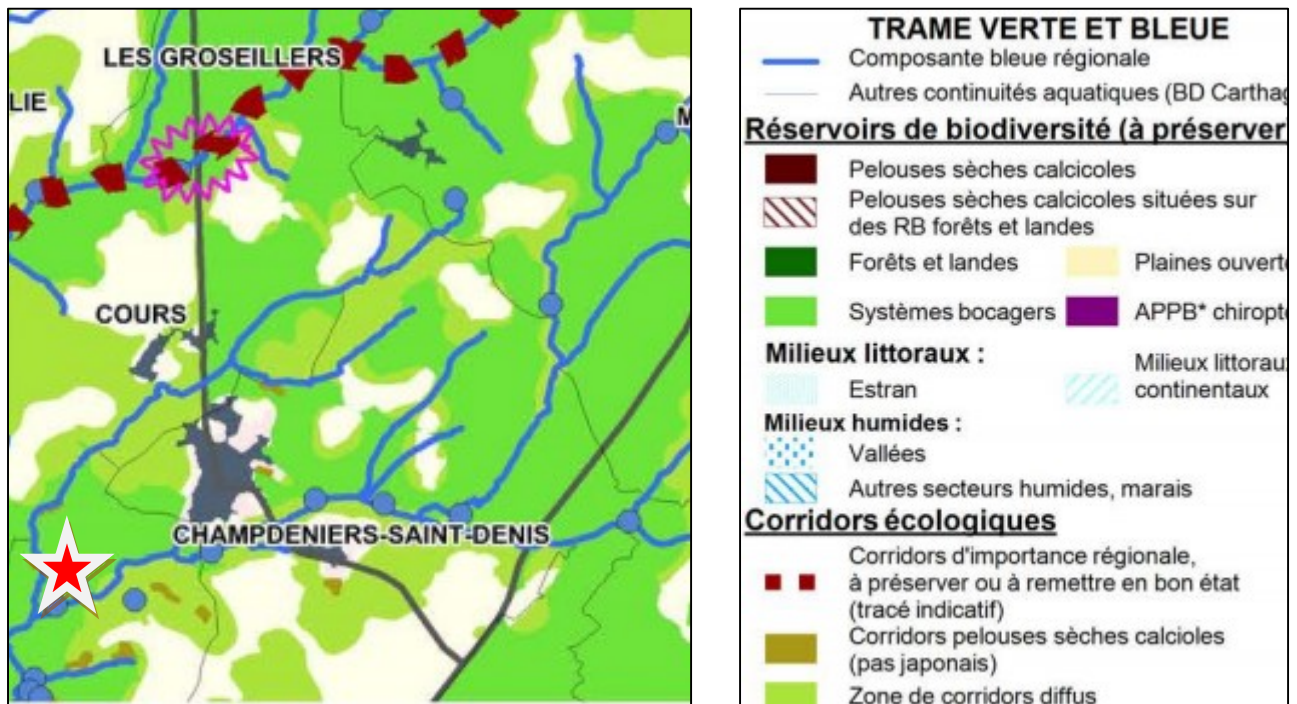 LES GROSEILLERS
LIE
M
COURS
CHAMPDENIERS-SAINT-DENIS
TRAME VERTE ET BLEUE
Composante bleue régionale
Autres continuités aquatiques (BD Carthag
Réservoirs de biodiversité (à préserver
Pelouses sèches calcicoles
Pelouses sèches calcicoles situées sur
des RB forêts et landes
Forêts et landes
Plaines ouverte
Systèmes bocagers
APPB* chiropt
Milieux littoraux :
Estran
Milieux littoraux
continentaux
Milieux humides :
Vallées
Autres secteurs humides, marais
Corridors écologiques
Corridors d'importance régionale,
à préserver ou à remettre en bon état
(tracé indicatif)
Corridors pelouses sèches calcioles
(pas japonais)
Zone de corridors diffus